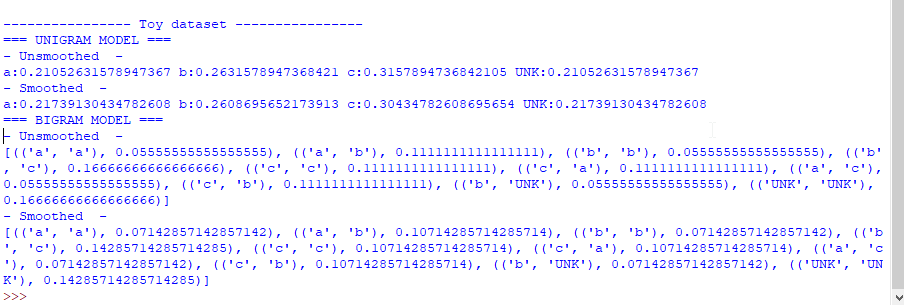 ---------------- Toy dataset ----------------
=== UNIGRAM MODEL ===
- Unsmoothed  -
a:0.21052631578947367 b:0.2631578947368421 c:0.3157894736842105 UNK:0.21052631578947367
- Smoothed  -
a:0.21739130434782608 b:0.2608695652173913 c:0.30434782608695654 UNK:0.21739130434782608
=== BIGRAM MODEL ===
- Unsmoothed  -
[(('a', 'a'), 0.05555555555555555), (('a', 'b'), 0.1111111111111111), (('b', 'b'), 0.05555555555555555), (('b'
, 'c'), 0.16666666666666666), (('c', 'c'), 0.1111111111111111), (('c', 'a'), 0.1111111111111111), (('a', 'c'),
0.05555555555555555), (('c', 'b'), 0.1111111111111111), (('b', 'UNK'), 0.05555555555555555), (('UNK', 'UNK'),
0.16666666666666666)]
- Smoothed  -
[(('a', 'a'), 0.07142857142857142), (('a', 'b'), 0.10714285714285714), (('b', 'b'), 0.07142857142857142), (('b
', 'c'), 0.14285714285714285), (('c', 'c'), 0.10714285714285714), (('c', 'a'), 0.10714285714285714), (('a', 'c
'), 0.07142857142857142), (('c', 'b'), 0.10714285714285714), (('b', 'UNK'), 0.07142857142857142), (('UNK', 'UN
K'), 0.14285714285714285)]
>>>